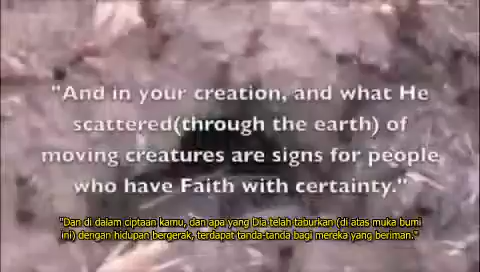 "And in your creation, and what He
scattered(through the earth) of
moving creatures are signs for people
who have Faith with certainty."
"Dan di dalam ciptaan kamu, dan apa yang Dia telah taburkan (di atas muka bumi
ini) dengan hidupan bergerak, terdapat tanda-tanda bagi mereka yang beriman."